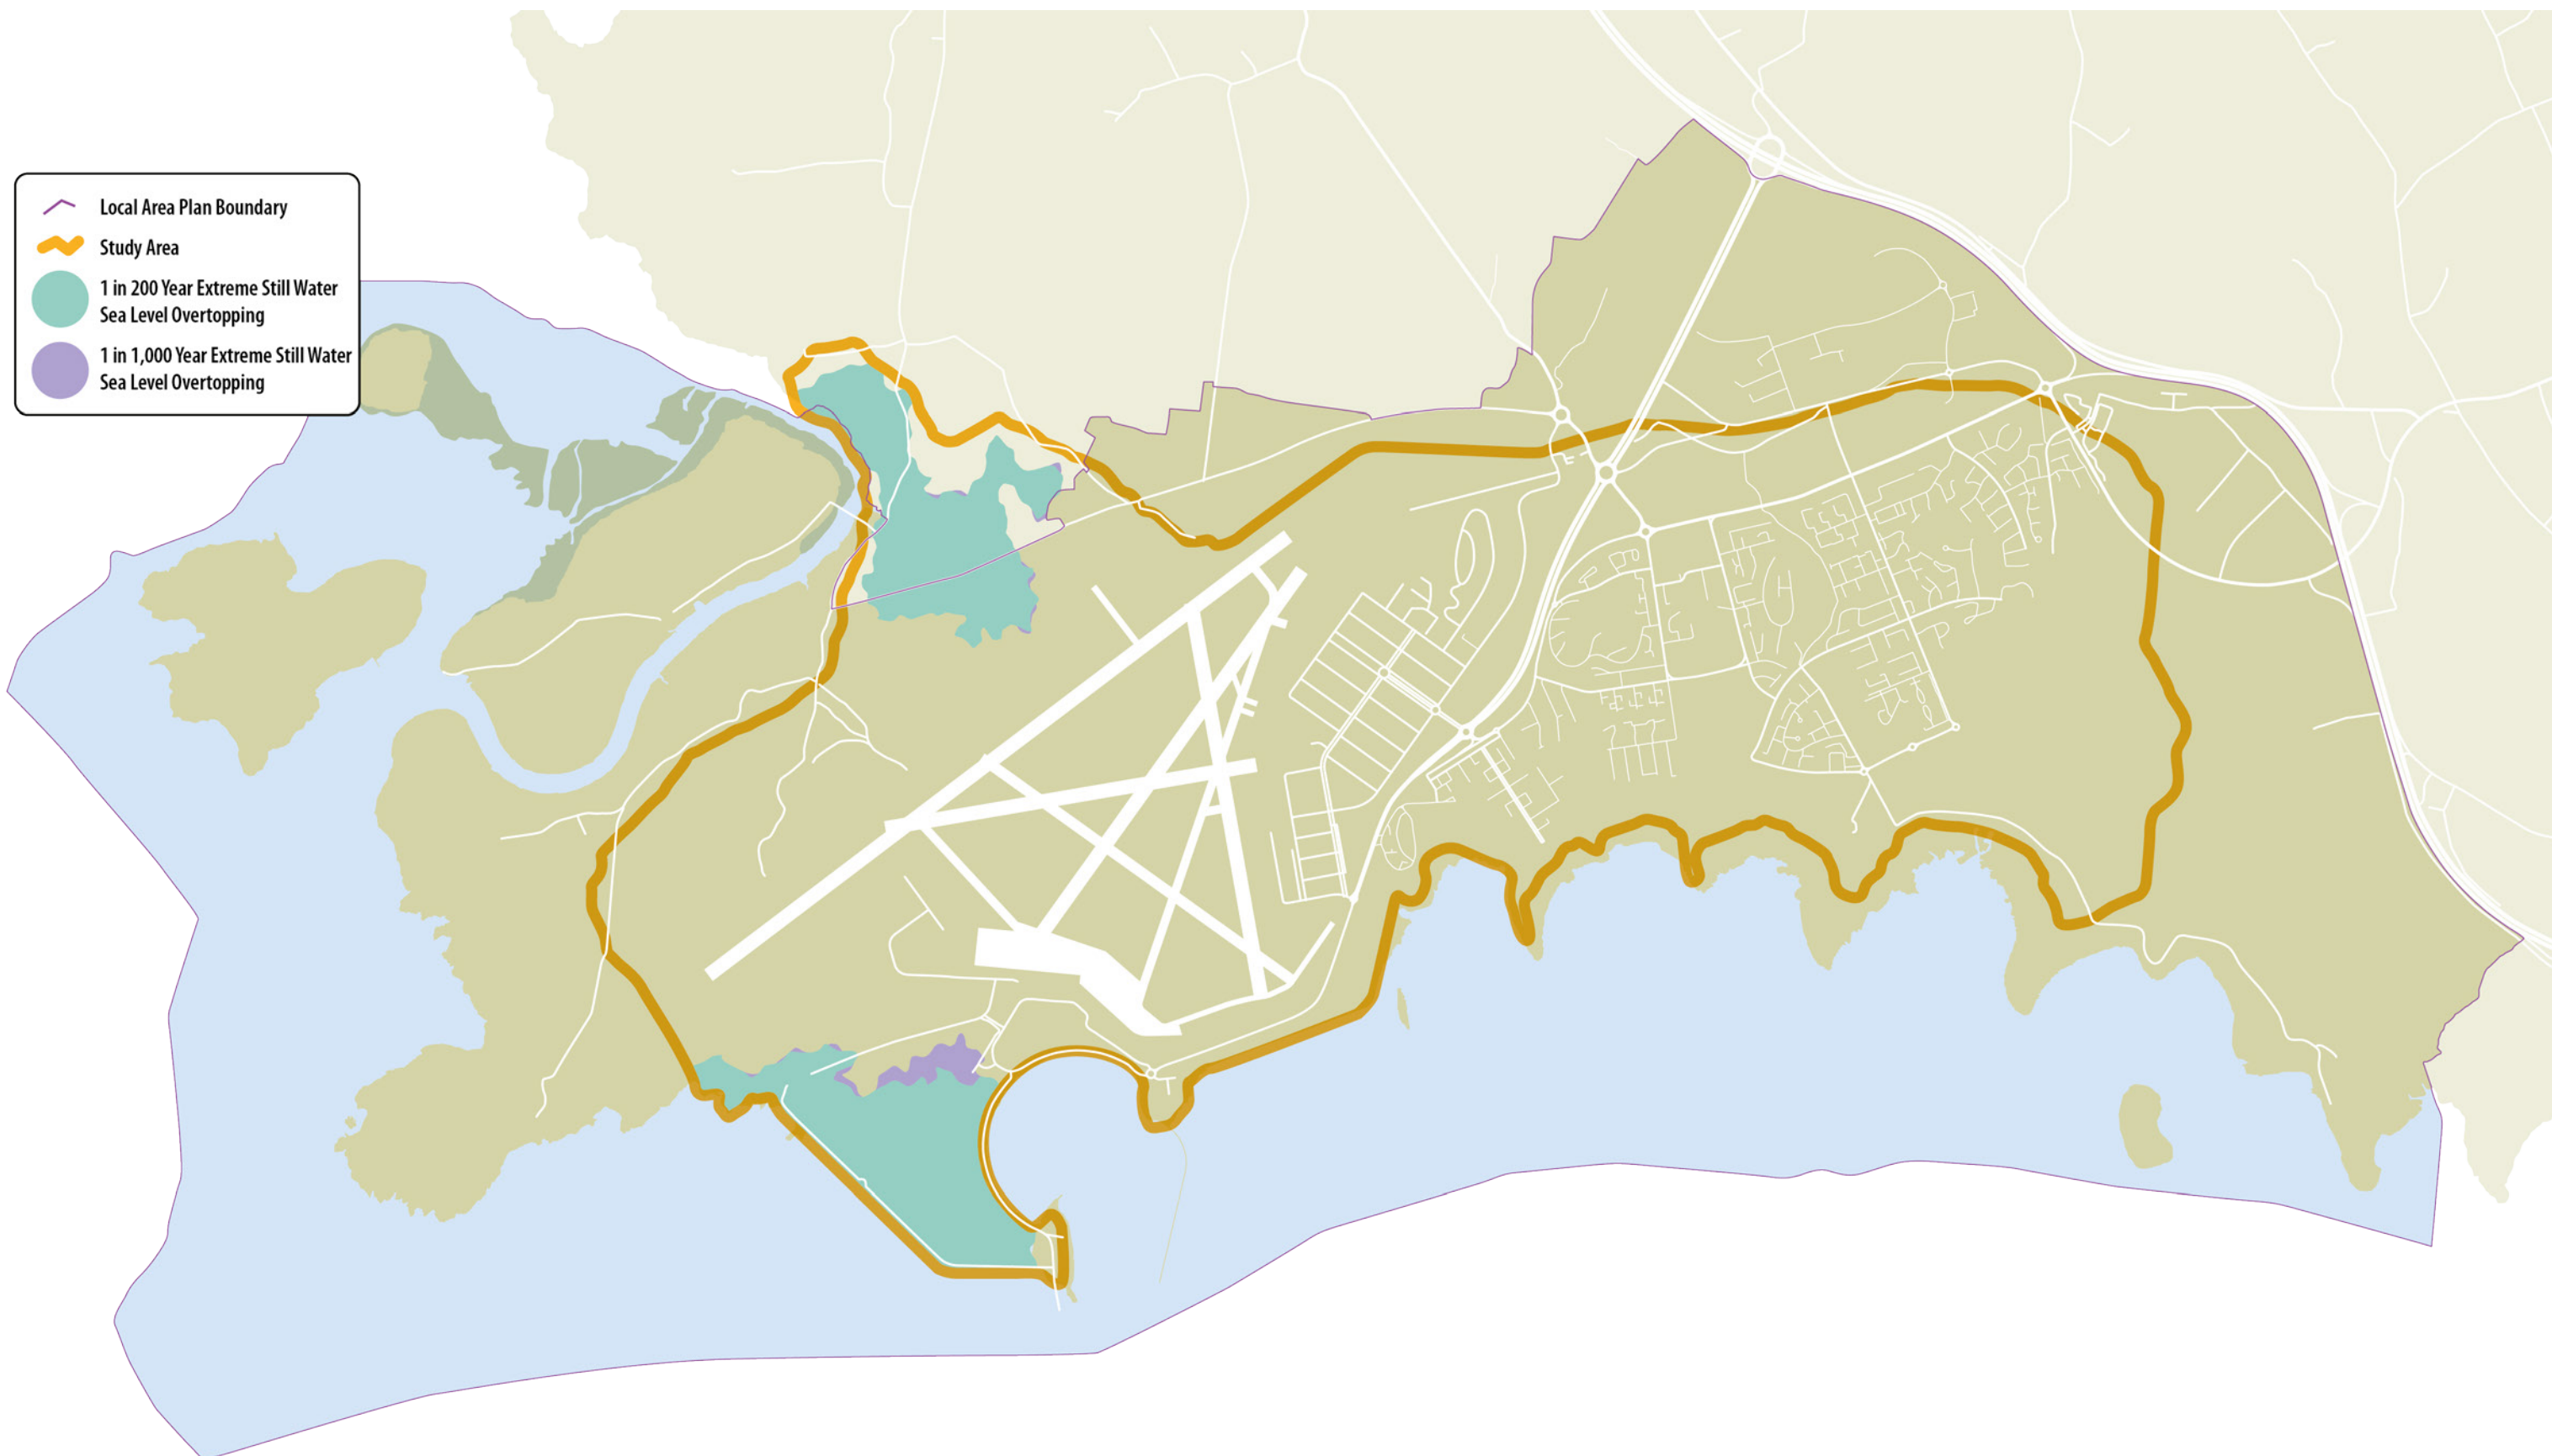 Local Area Plan Boundary
Study Area
1 in 200 Year Extreme Still Water
Sea Level Overtopping
1 in 1,000 Year Extreme Still Water
Sea Level Overtopping